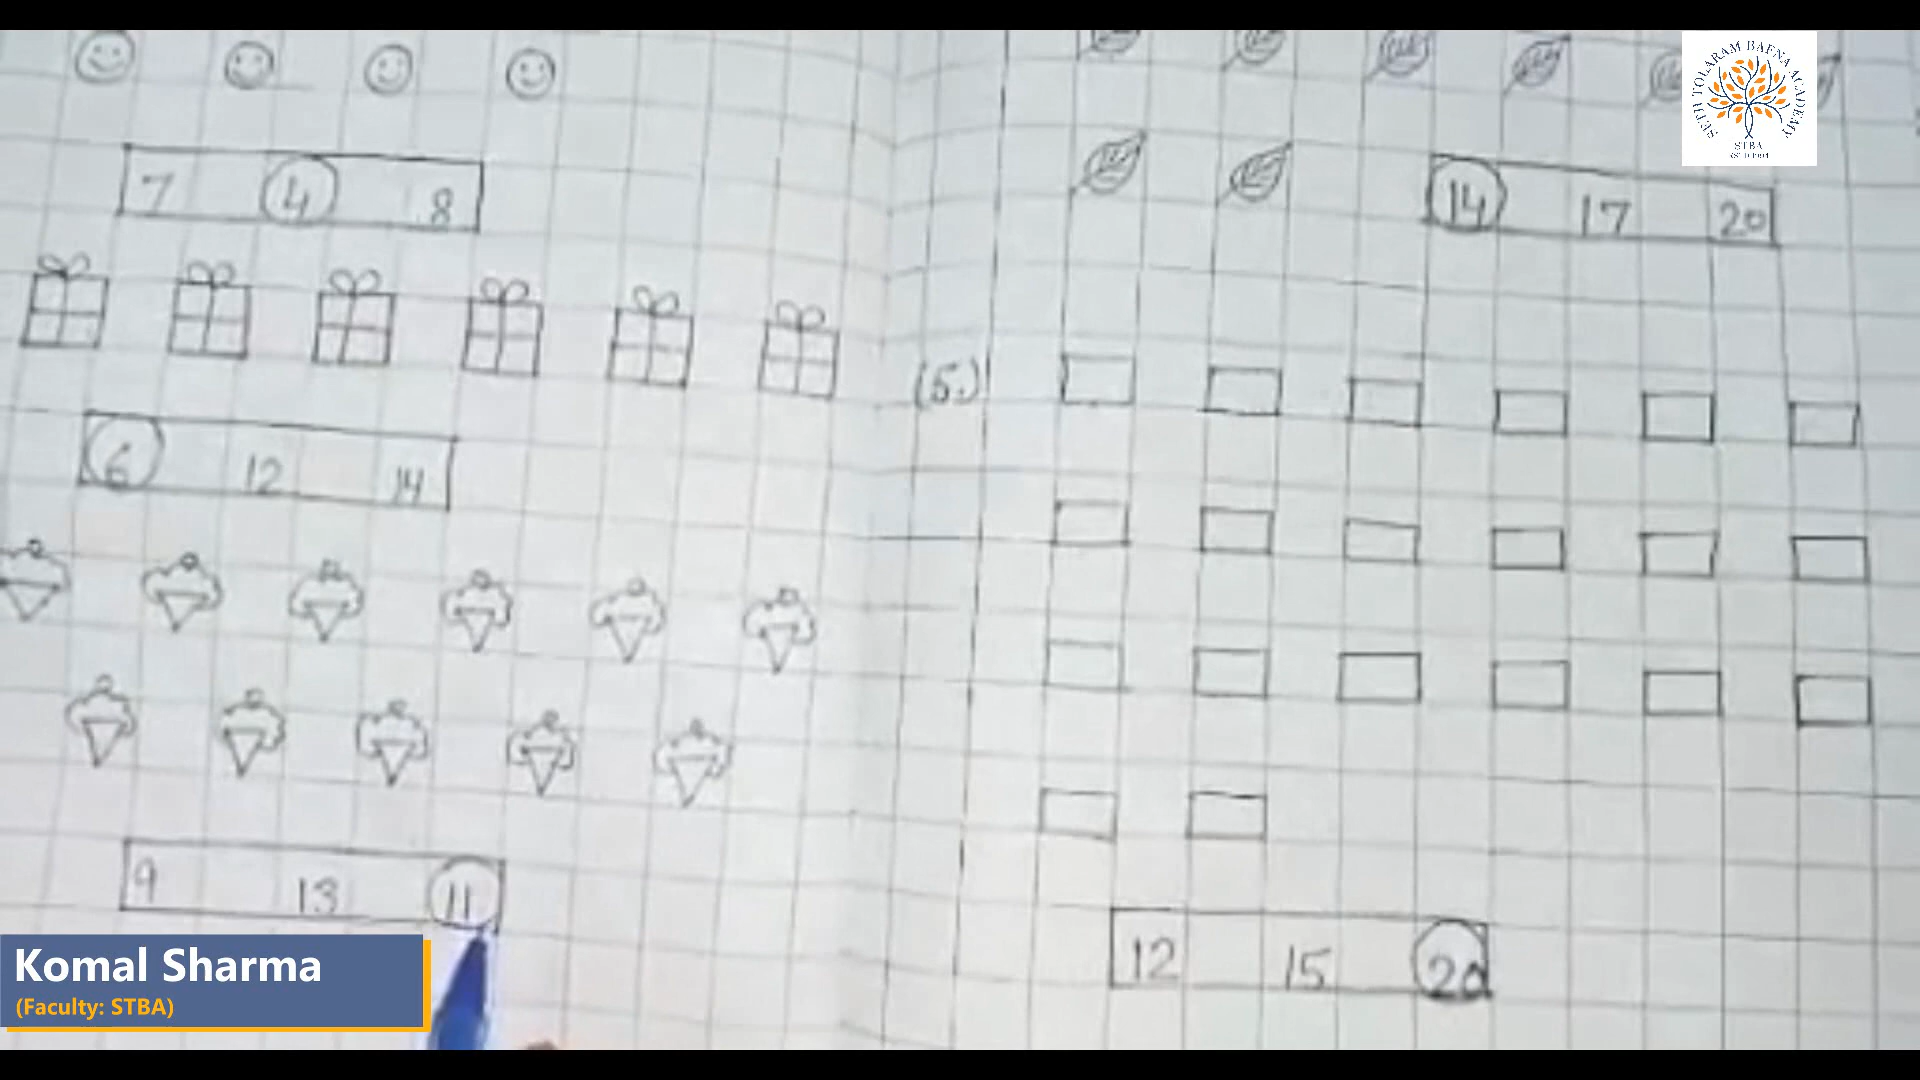 7 4 8
6 12 14
9 13 11
SETH TOLARAM BAFNA ACADEMY
STBA
14 17 20
(5.)
12 15 20
Komal Sharma
(Faculty: STBA)